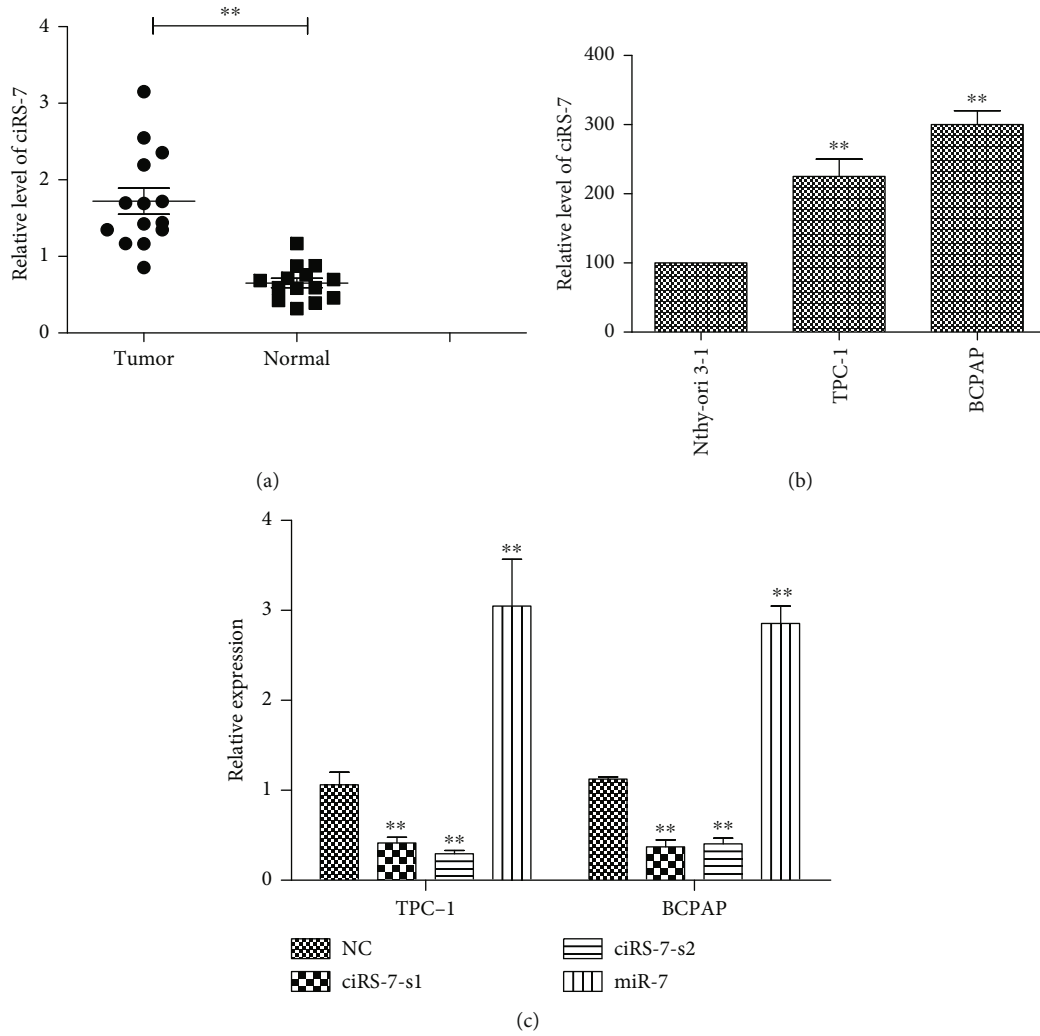 Relative level of ciRS-7
4
3
2
1
0
**
Tumor
Normal
(a)
Relative level of ciRS-7
400
300
200
100
0
**
**
Nthy-ori 3-1
TPC-1
BCPAP
(b)
Relative expression
4
3
2
1
0
**
**
**
**
**
**
TPC–1
BCPAP
NC
ciRS-7-s1
ciRS-7-s2
miR-7
(c)